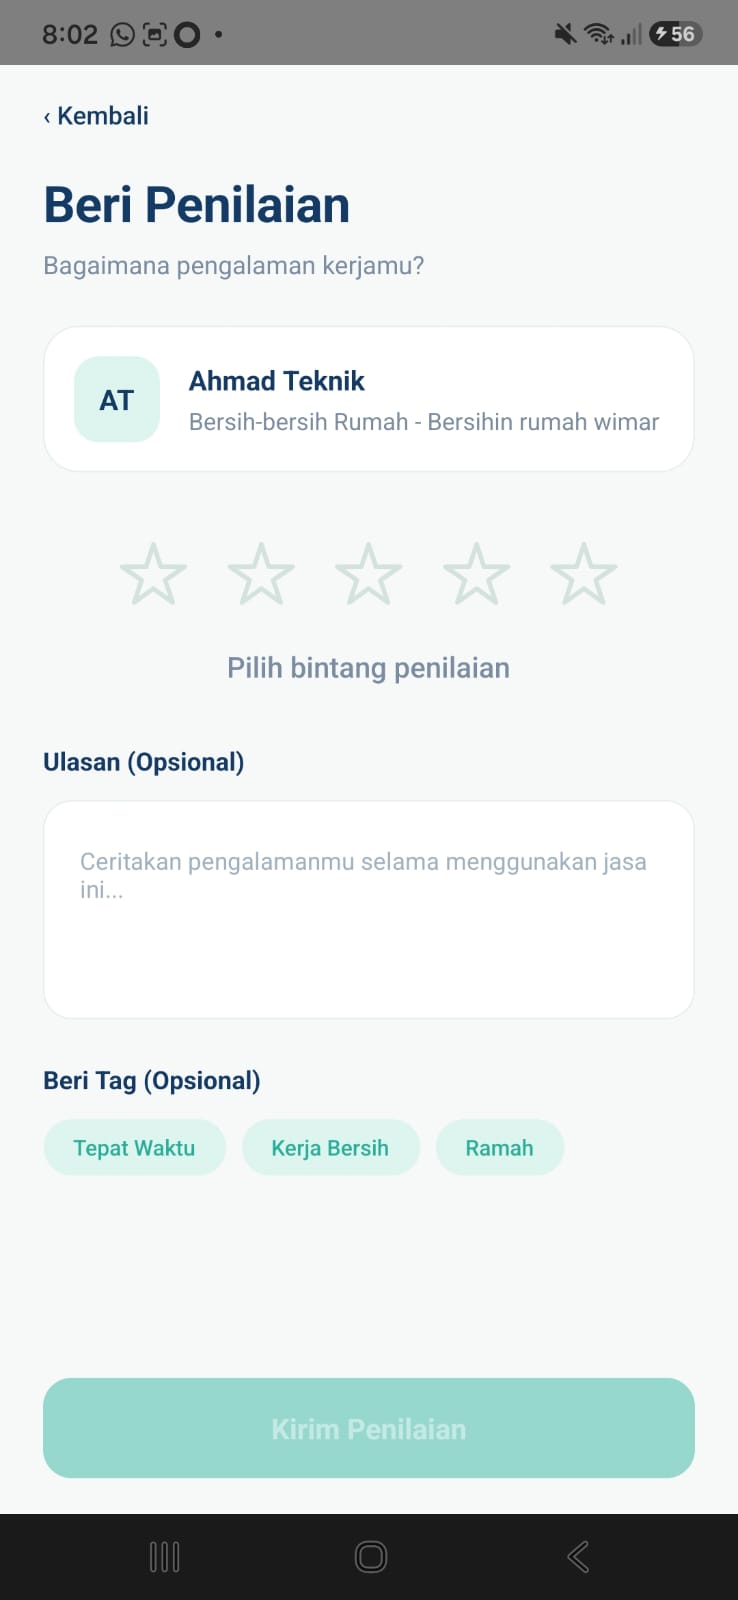 8:02
56
‹ Kembali
Beri Penilaian
Bagaimana pengalaman kerjamu?
AT
Ahmad Teknik
Bersih-bersih Rumah - Bersihin rumah wimar
Pilih bintang penilaian
Ulasan (Opsional)
Ceritakan pengalamanmu selama menggunakan jasa
ini...
Beri Tag (Opsional)
Tepat Waktu
Kerja Bersih
Ramah
Kirim Penilaian